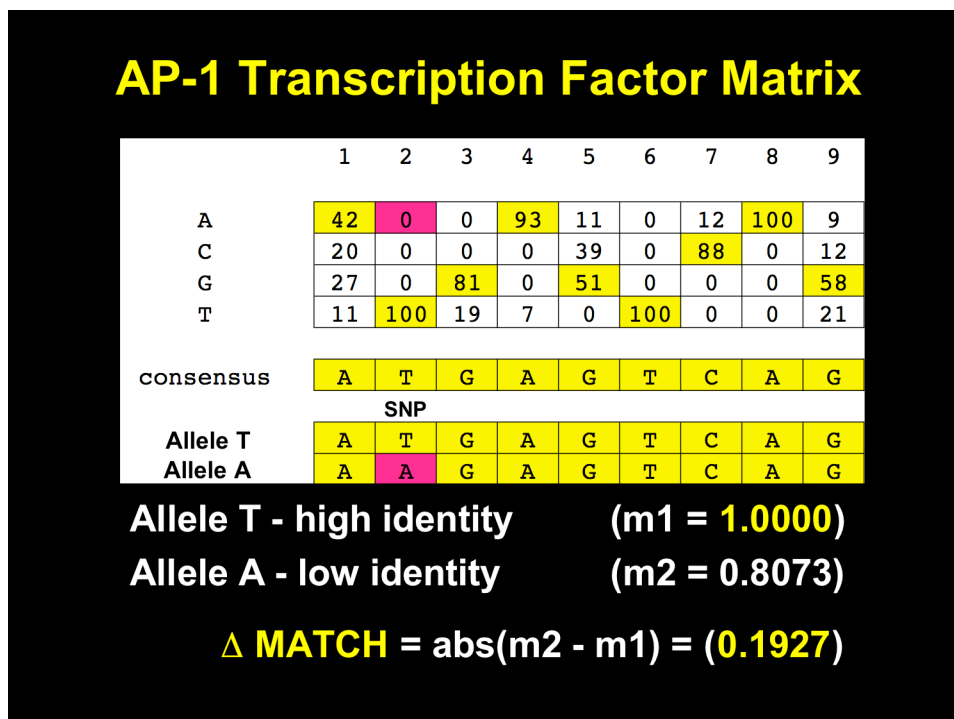 AP-1 Transcription Factor Matrix
1 2 3 4 5 6 7 8 9
A 42 0 0 93 11 0 12 100 9
C 20 0 0 0 39 0 88 0 12
G 27 0 81 0 51 0 0 0 58
T 11 100 19 7 0 100 0 0 21
consensus A T G A G T C A G
SNP
Allele T A T G A G T C A G
Allele A A A G A G T C A G
Allele T - high identity (m1 = 1.0000)
Allele A - low identity (m2 = 0.8073)
Δ MATCH = abs(m2 - m1) = (0.1927)